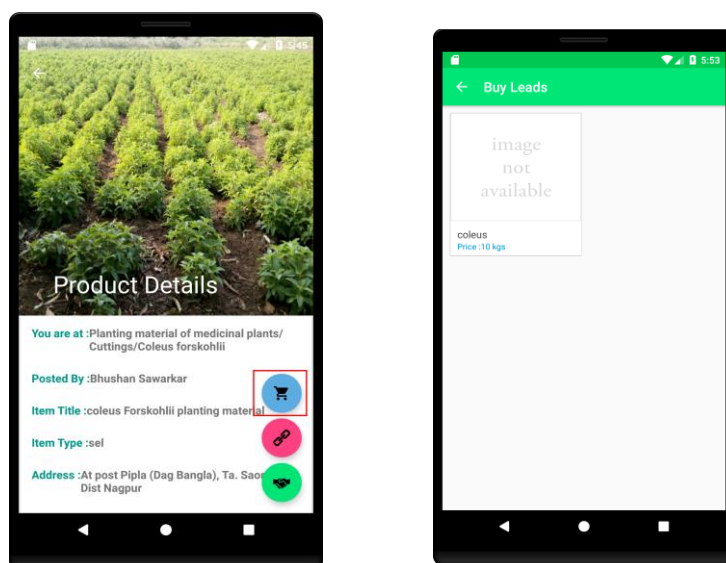 5:45
Product Details
You are at :Planting material of medicinal plants/
Cuttings/Coleus forskohlii
Posted By :Bhushan Sawarkar
Item Title :coleus Forskohlii planting material
Item Type :sel
Address :At post Pipla (Dag Bangla), Ta.
Dist Nagpur
5:53
Buy Leads
image
not
available
coleus
Price :10 kgs